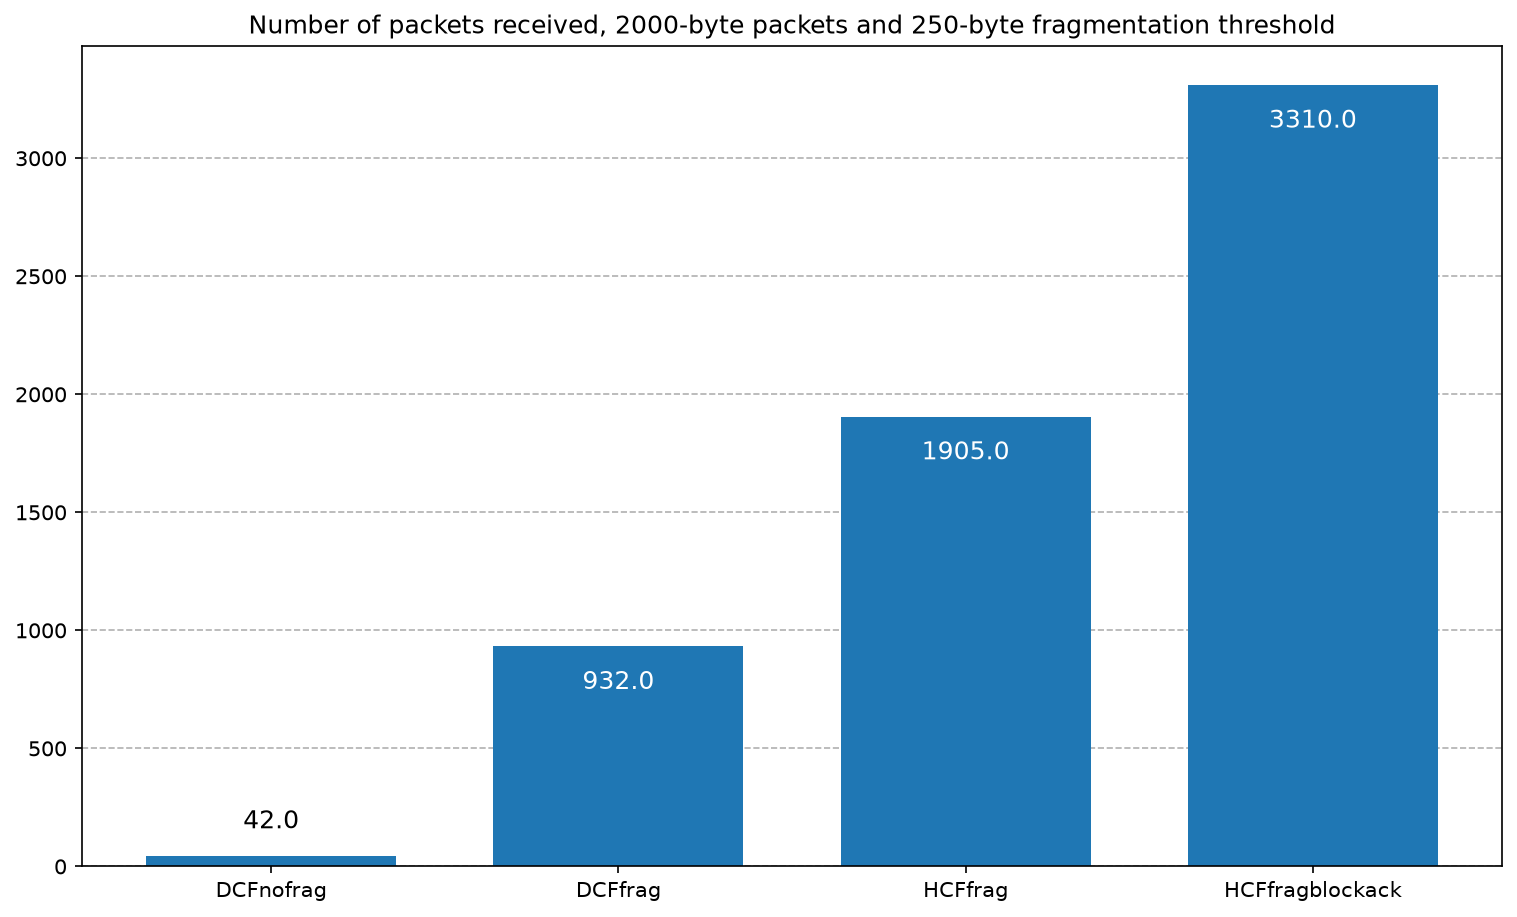 Number of packets received, 2000-byte packets and 250-byte fragmentation threshold
3000
2500
2000
1500
1000
500
0
42.0
932.0
1905.0
3310.0
DCFnofrag
DCFfrag
HCFfrag
HCFfragblockack